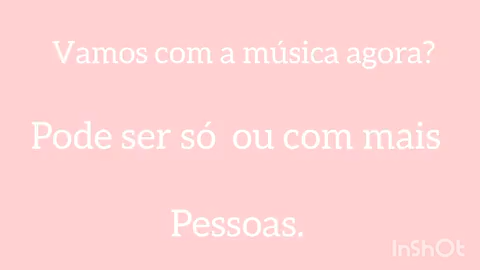 Vamos com a música agora?
Pode ser só ou com mais
Pessoas.
InShOt